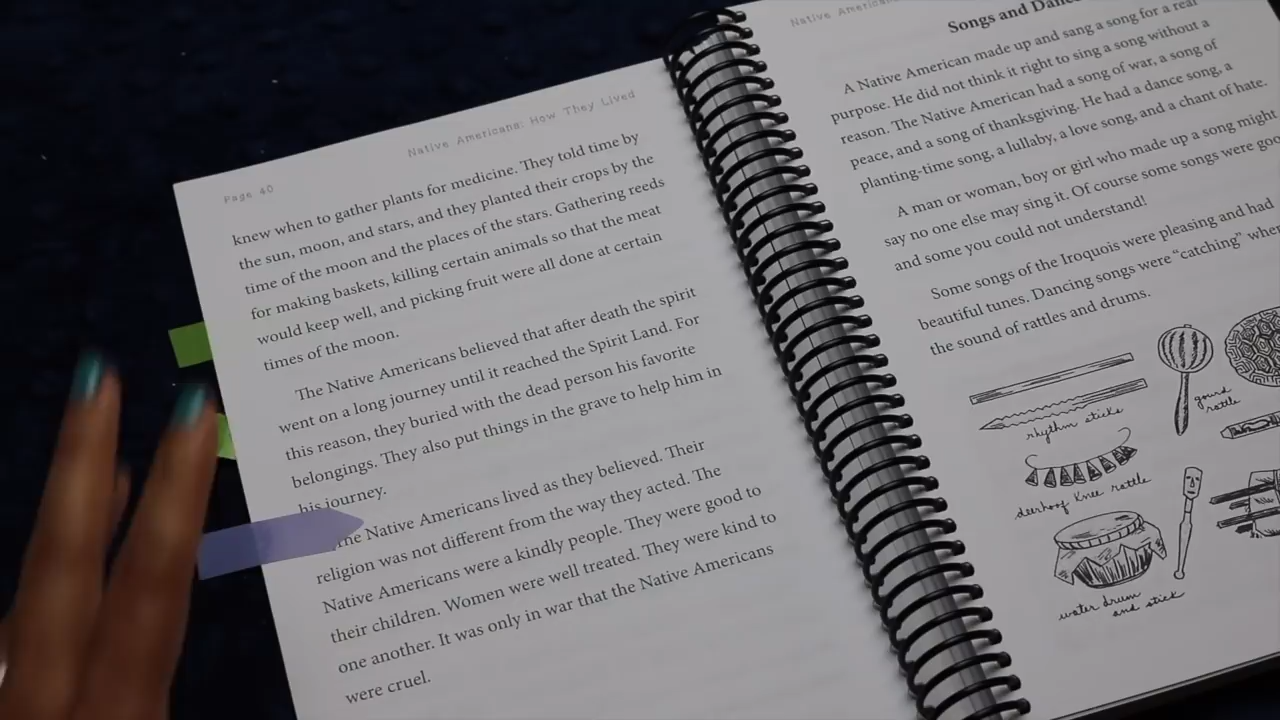 Page 40
Native Americans: How They Lived
knew when to gather plants for medicine. They told time by
the sun, moon, and stars, and they planted their crops by the
time of the moon and the places of the stars. Gathering reeds
for making baskets, killing certain animals so that the meat
would keep well, and picking fruit were all done at certain
times of the moon.
The Native Americans believed that after death the spirit
went on a long journey until it reached the Spirit Land. For
this reason, they buried with the dead person his favorite
belongings. They also put things in the grave to help him in
his journey.
The Native Americans lived as they believed. Their
religion was not different from the way they acted. The
Native Americans were a kindly people. They were good to
their children. Women were well treated. They were kind to
one another. It was only in war that the Native Americans
were cruel.
Native
Songs and
A Native American made up and sang a song for a real
purpose. He did not think it right to sing a song without a
reason. The Native American had a song of war, a song of
peace, and a song of thanksgiving. He had a dance song, a
planting-time song, a lullaby, a love song, and a chant of hate.
A man or woman, boy or girl who made up a song might
say no one else may sing it. Of course some songs were
and some you could not understand!
Some songs of the Iroquois were pleasing and had
beautiful tunes. Dancing songs were "catching"
the sound of rattles and drums.
rhythm sticks
gourd
rattle
deerhoof Knee rattle
water drum
and stick